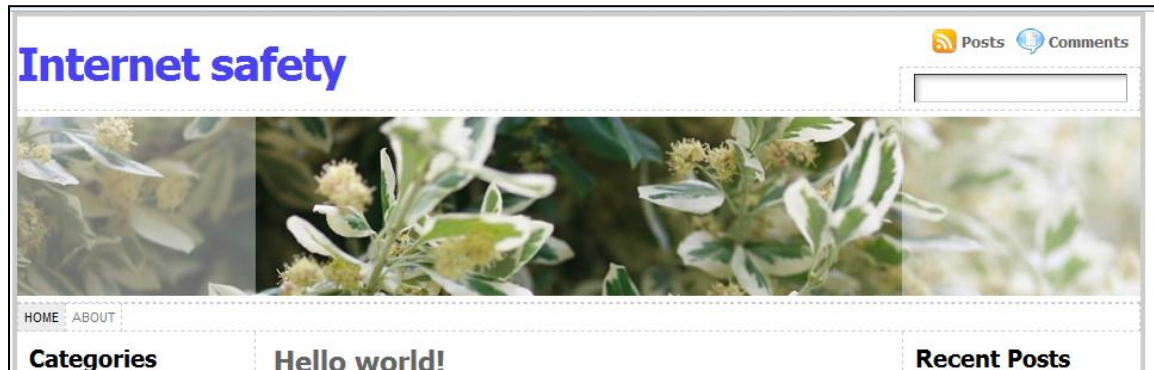 Internet safety
Posts Comments
HOME ABOUT
Categories
Hello world!
Recent Posts